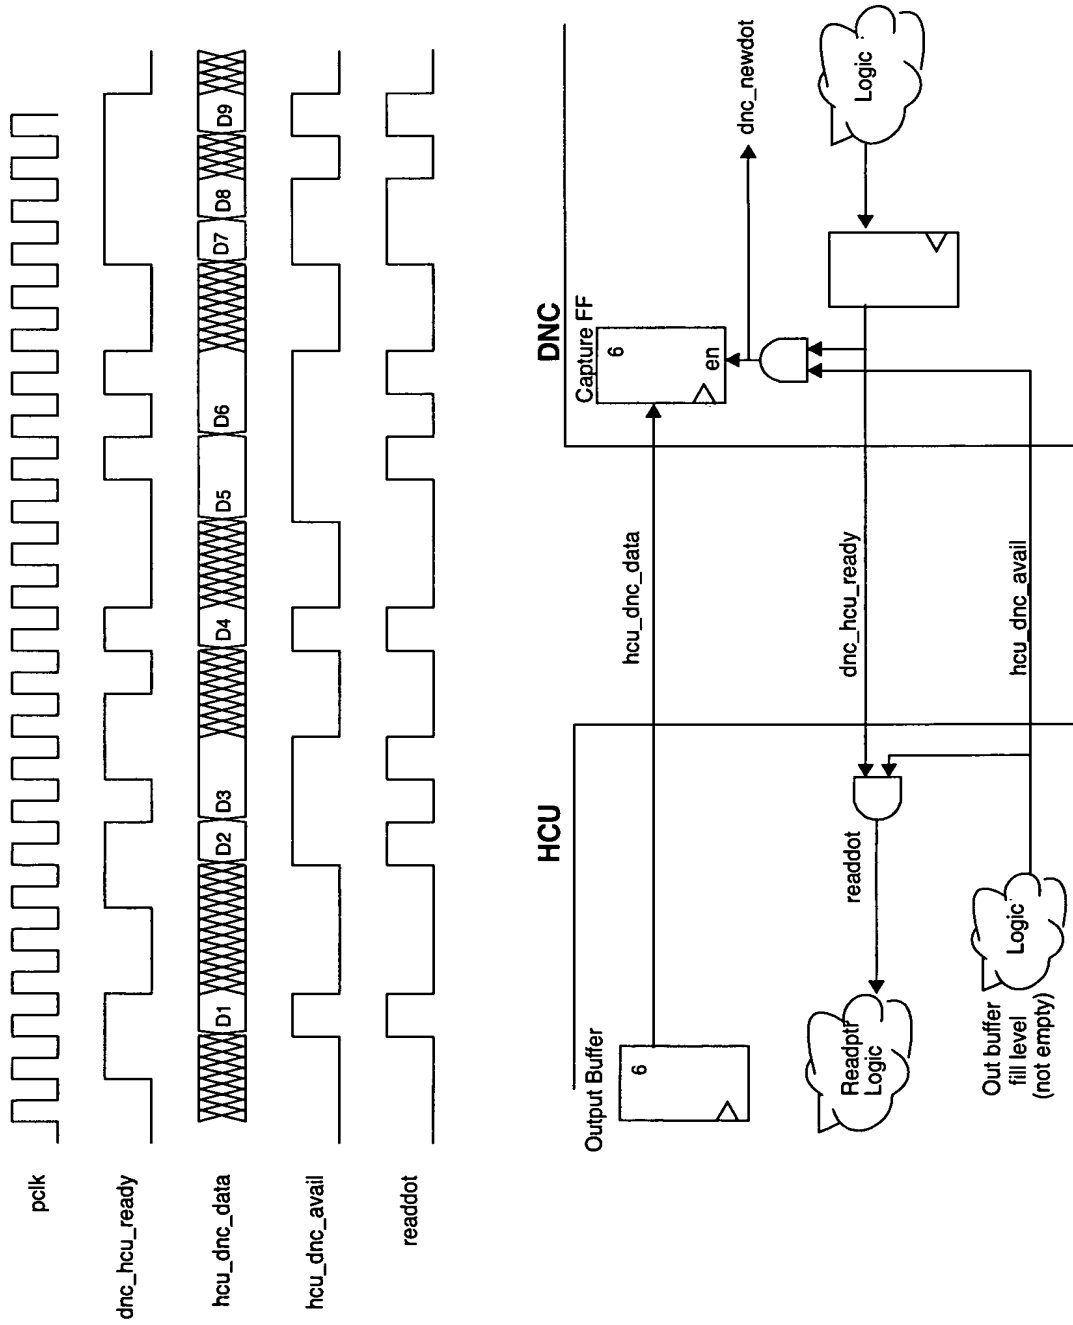 pclk
dnc_hcu_ready
hcu_dnc_data
D1
D2
D3
D4
D5
D6
D7
D8
D9
hcu_dnc_avail
readdot
HCU
DNC
Output Buffer
6
hcu_dnc_data
Capture FF
6
en
dnc_newdot
Readptr
Logic
readdot
dnc_hcu_ready
Logic
Out buffer
fill level
(not empty)
Logic
hcu_dnc_avail